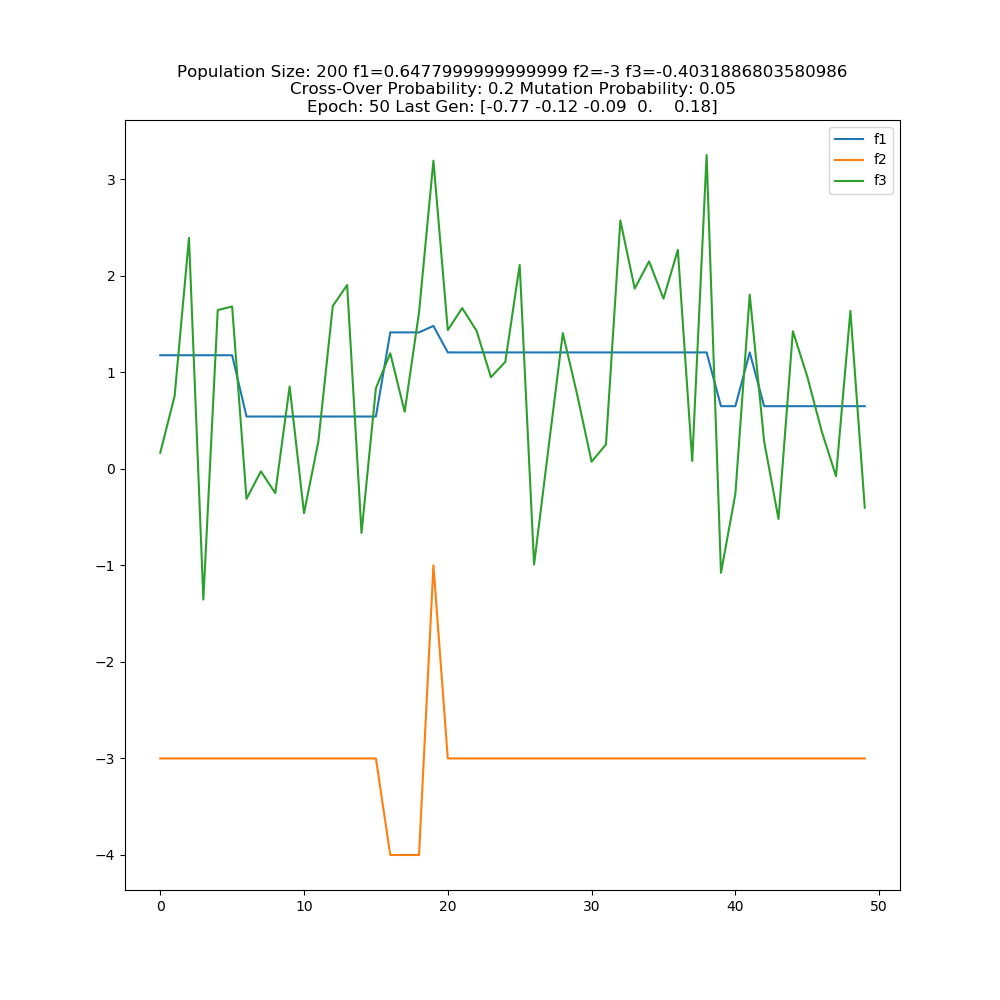 Population Size: 200 f1=0.6477999999999999 f2=-3 f3=-0.4031886803580986
Cross-Over Probability: 0.2 Mutation Probability: 0.05
Epoch: 50 Last Gen: [-0.77 -0.12 -0.09  0.    0.18]
f1
f2
f3
3
2
1
0
−1
−2
−3
−4
0
10
20
30
40
50